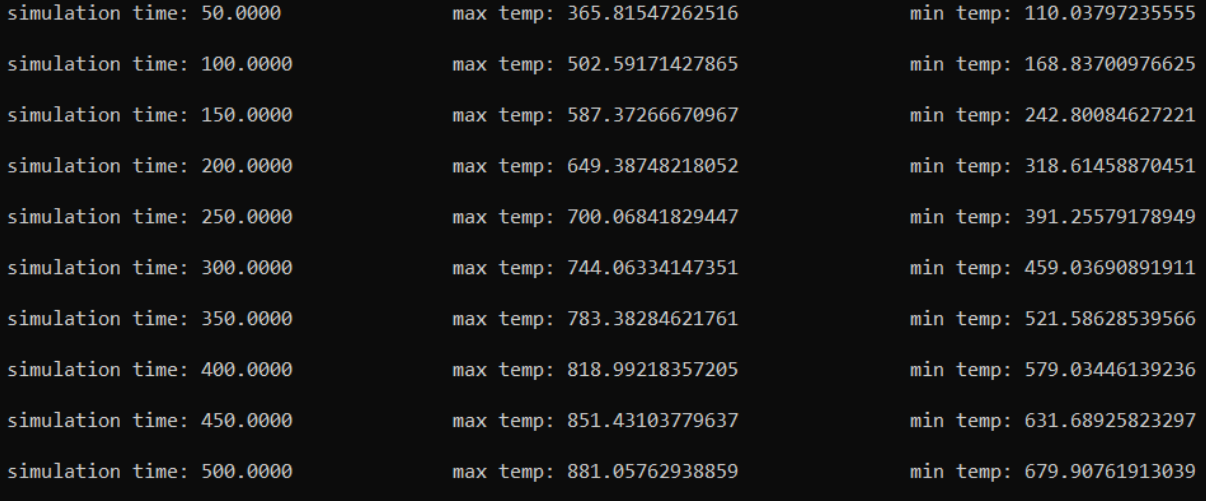 simulation time: 50.0000 max temp: 365.81547262516 min temp: 110.03797235555
simulation time: 100.0000 max temp: 502.59171427865 min temp: 168.83700976625
simulation time: 150.0000 max temp: 587.37266670967 min temp: 242.80084627221
simulation time: 200.0000 max temp: 649.38748218052 min temp: 318.61458870451
simulation time: 250.0000 max temp: 700.06841829447 min temp: 391.25579178949
simulation time: 300.0000 max temp: 744.06334147351 min temp: 459.03690891911
simulation time: 350.0000 max temp: 783.38284621761 min temp: 521.58628539566
simulation time: 400.0000 max temp: 818.99218357205 min temp: 579.03446139236
simulation time: 450.0000 max temp: 851.43103779637 min temp: 631.68925823297
simulation time: 500.0000 max temp: 881.05762938859 min temp: 679.90761913039